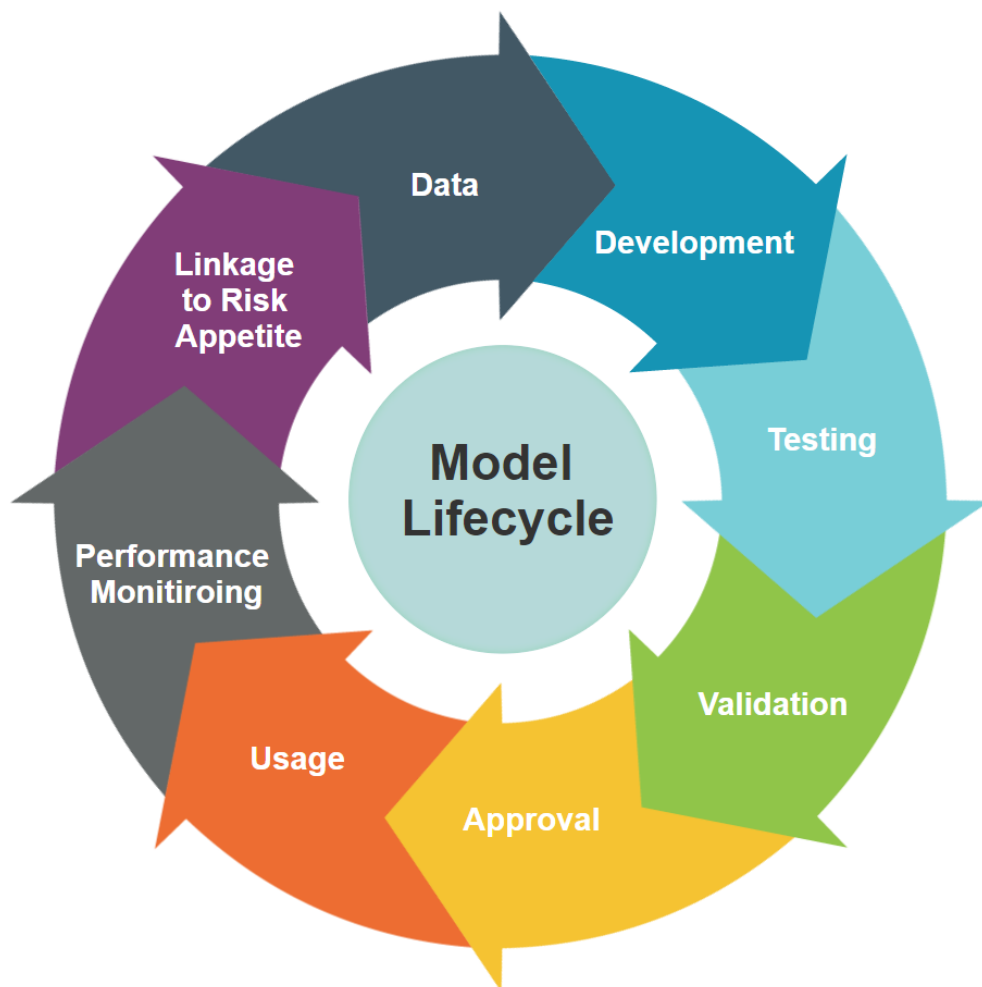 Data
Development
Testing
Validation
Approval
Usage
Performance
Monitiroing
Linkage
to Risk
Appetite
Model
Lifecycle